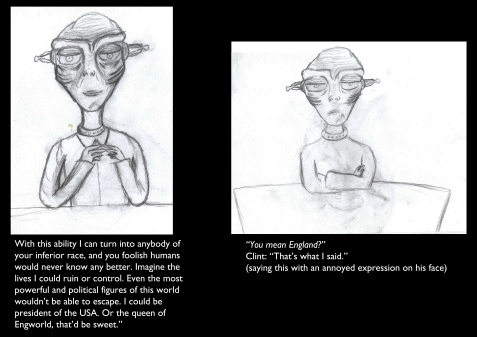 With this ability I can turn into anybody of
your inferior race, and you foolish humans
would never know any better. Imagine the
lives I could ruin or control. Even the most
powerful and political figures of this world
wouldn't be able to escape. I could be
president of the USA. Or the queen of
Engworld, that'd be sweet."
"You mean England?"
Clint: "That's what I said."
(saying this with an annoyed expression on his face)